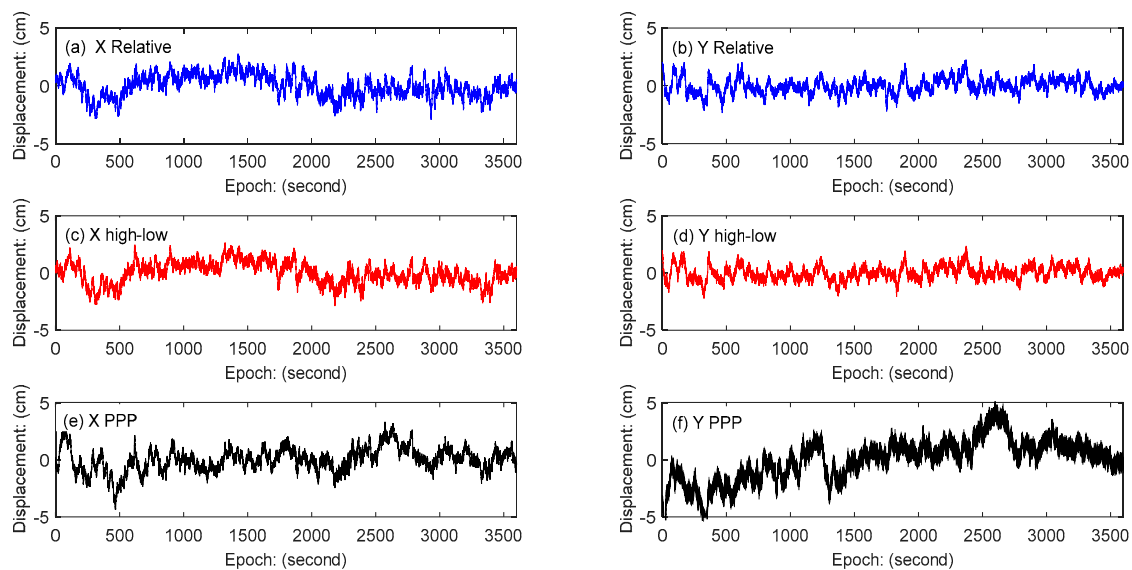 (a) X Relative
Displacement: (cm)
5
0
-5
0 500 1000 1500 2000 2500 3000 3500
Epoch: (second)
(b) Y Relative
Displacement: (cm)
5
0
-5
0 500 1000 1500 2000 2500 3000 3500
Epoch: (second)
(c) X high-low
Displacement: (cm)
5
0
-5
0 500 1000 1500 2000 2500 3000 3500
Epoch: (second)
(d) Y high-low
Displacement: (cm)
5
0
-5
0 500 1000 1500 2000 2500 3000 3500
Epoch: (second)
(e) X PPP
Displacement: (cm)
5
0
-5
0 500 1000 1500 2000 2500 3000 3500
Epoch: (second)
(f) Y PPP
Displacement: (cm)
5
0
-5
0 500 1000 1500 2000 2500 3000 3500
Epoch: (second)